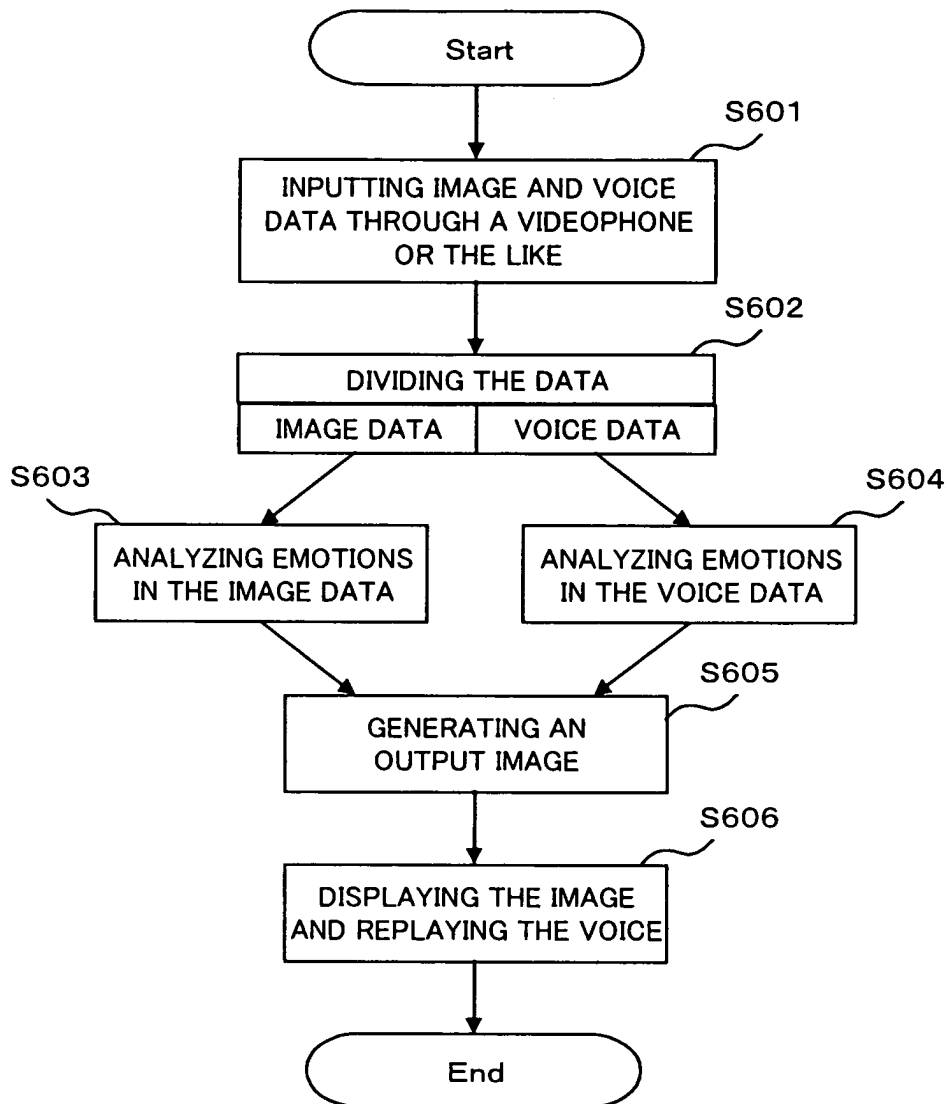 Start
S601
INPUTTING IMAGE AND VOICE
DATA THROUGH A VIDEOPHONE
OR THE LIKE
S602
DIVIDING THE DATA
IMAGE DATA
VOICE DATA
S603
S604
ANALYZING EMOTIONS
IN THE IMAGE DATA
ANALYZING EMOTIONS
IN THE VOICE DATA
S605
GENERATING AN
OUTPUT IMAGE
S606
DISPLAYING THE IMAGE
AND REPLAYING THE VOICE
End